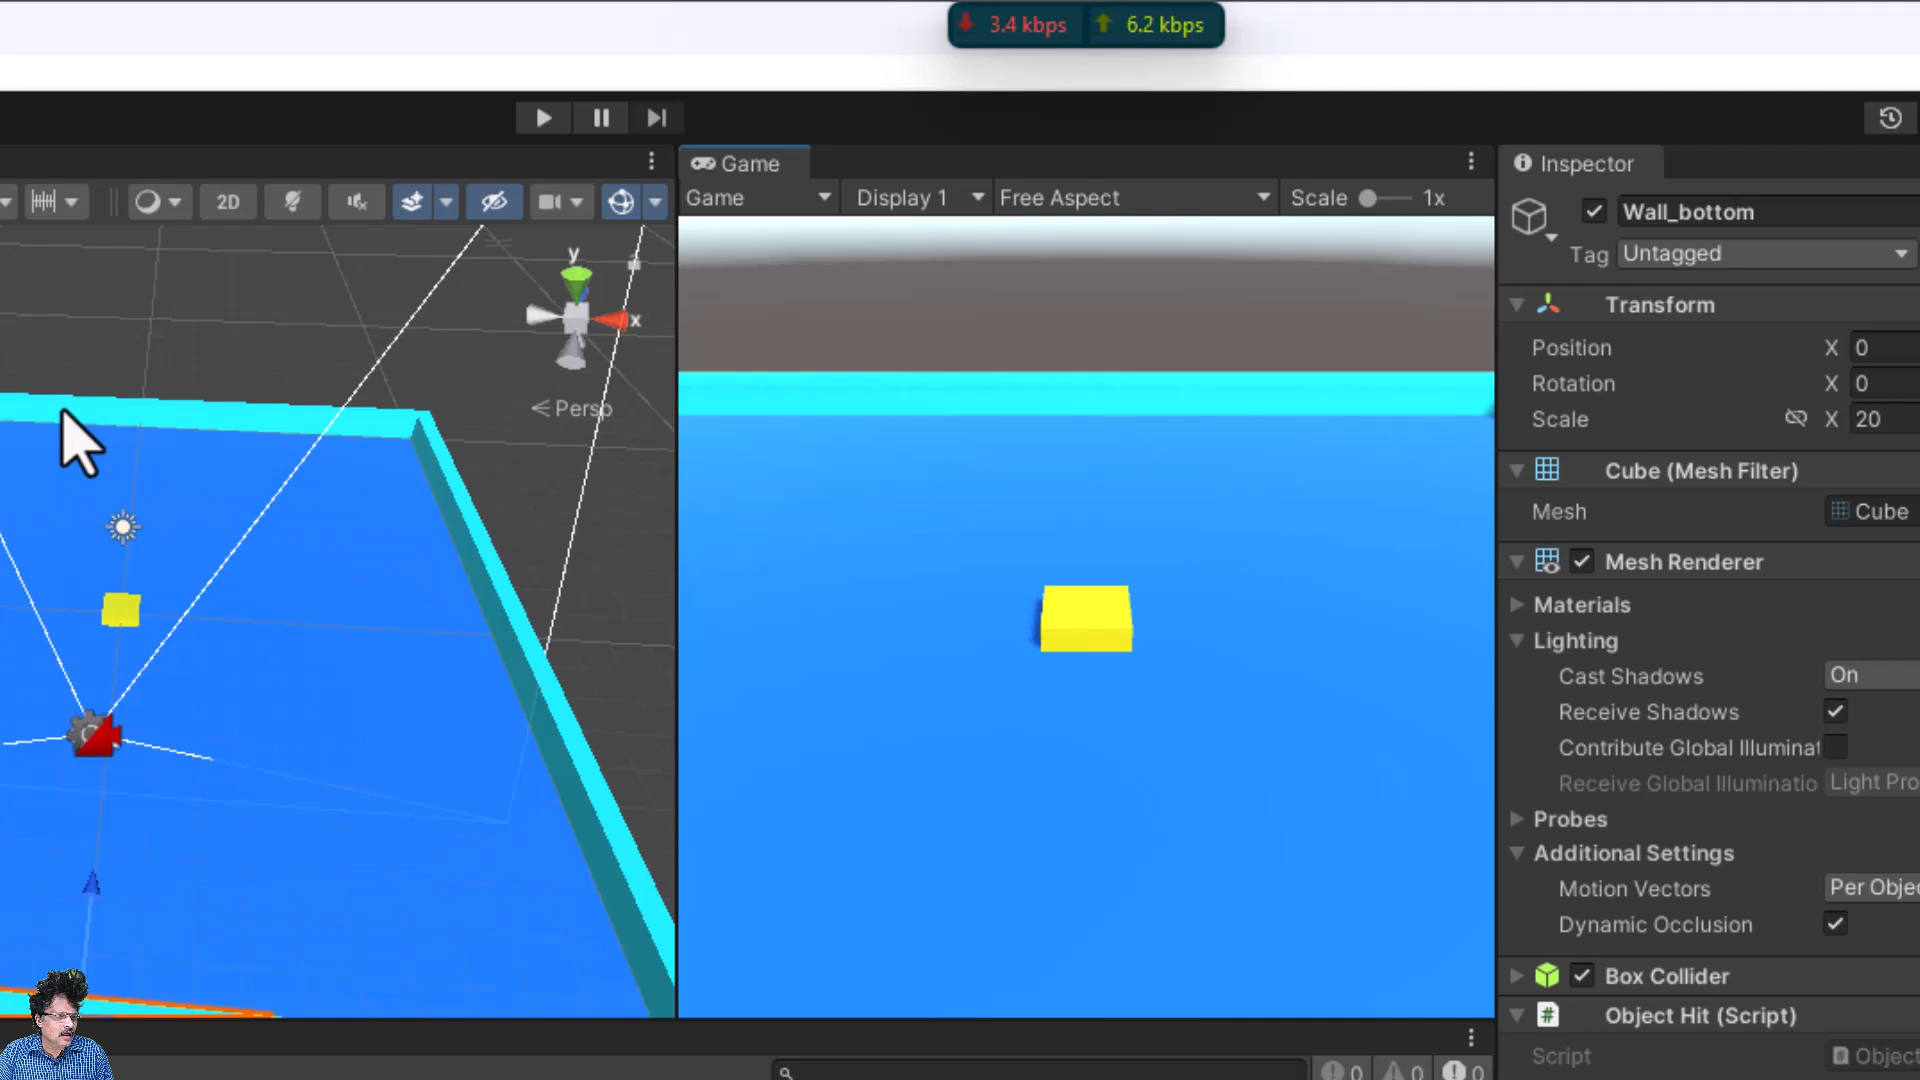 3.4 kbps 6.2 kbps
Game
Inspector
2D
Game Display 1 Free Aspect Scale 1x
Wall_bottom
Tag Untagged
y
x
Persp
Transform
Position X 0
Rotation X 0
Scale X 20
Cube (Mesh Filter)
Mesh Cube
Mesh Renderer
Materials
Lighting
Cast Shadows On
Receive Shadows
Contribute Global Illuminat
Receive Global Illuminatio Light Pro
Probes
Additional Settings
Motion Vectors Per Objec
Dynamic Occlusion
Box Collider
# Object Hit (Script)
Script Object
0 0 0